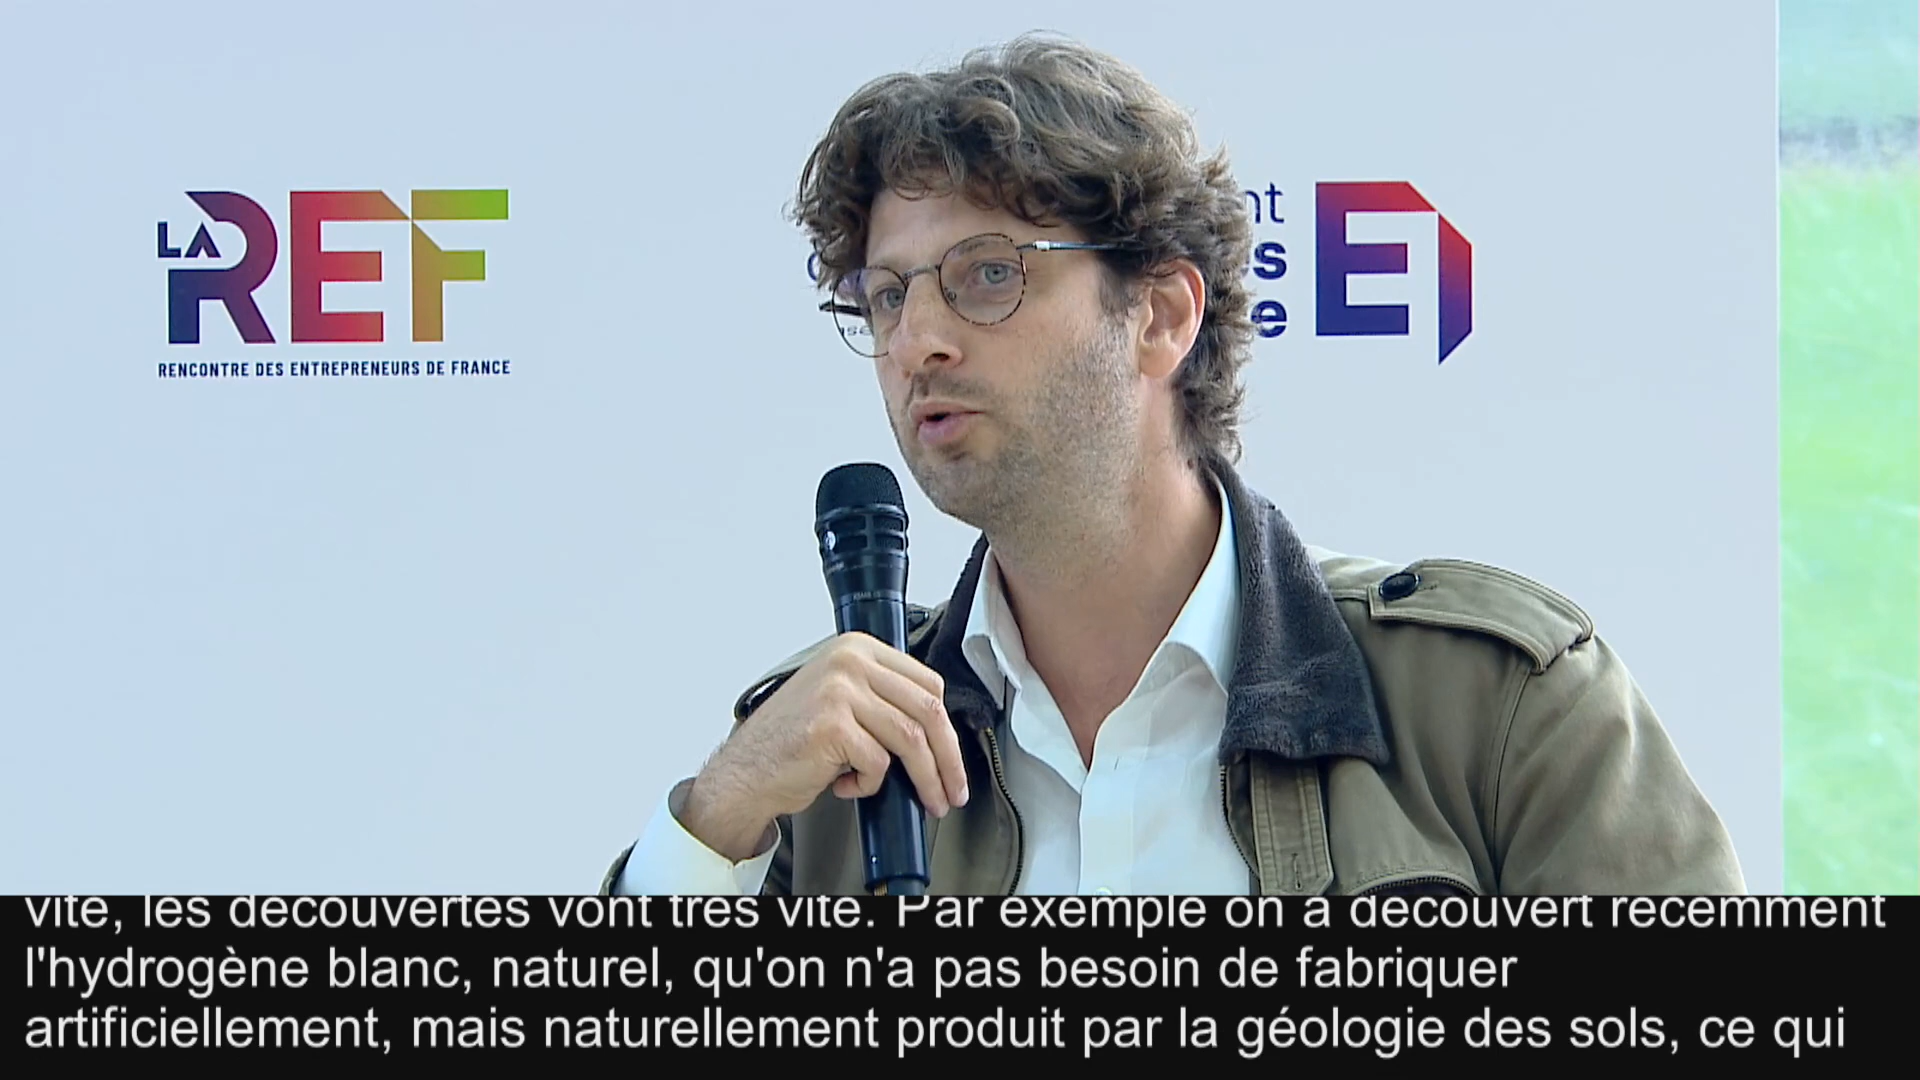 LA
REF
RENCONTRE DES ENTREPRENEURS DE FRANCE
nt
es
e
vite, les découvertes vont très vite. Par exemple on a découvert récemment
l'hydrogène blanc, naturel, qu'on n'a pas besoin de fabriquer
artificiellement, mais naturellement produit par la géologie des sols, ce qui